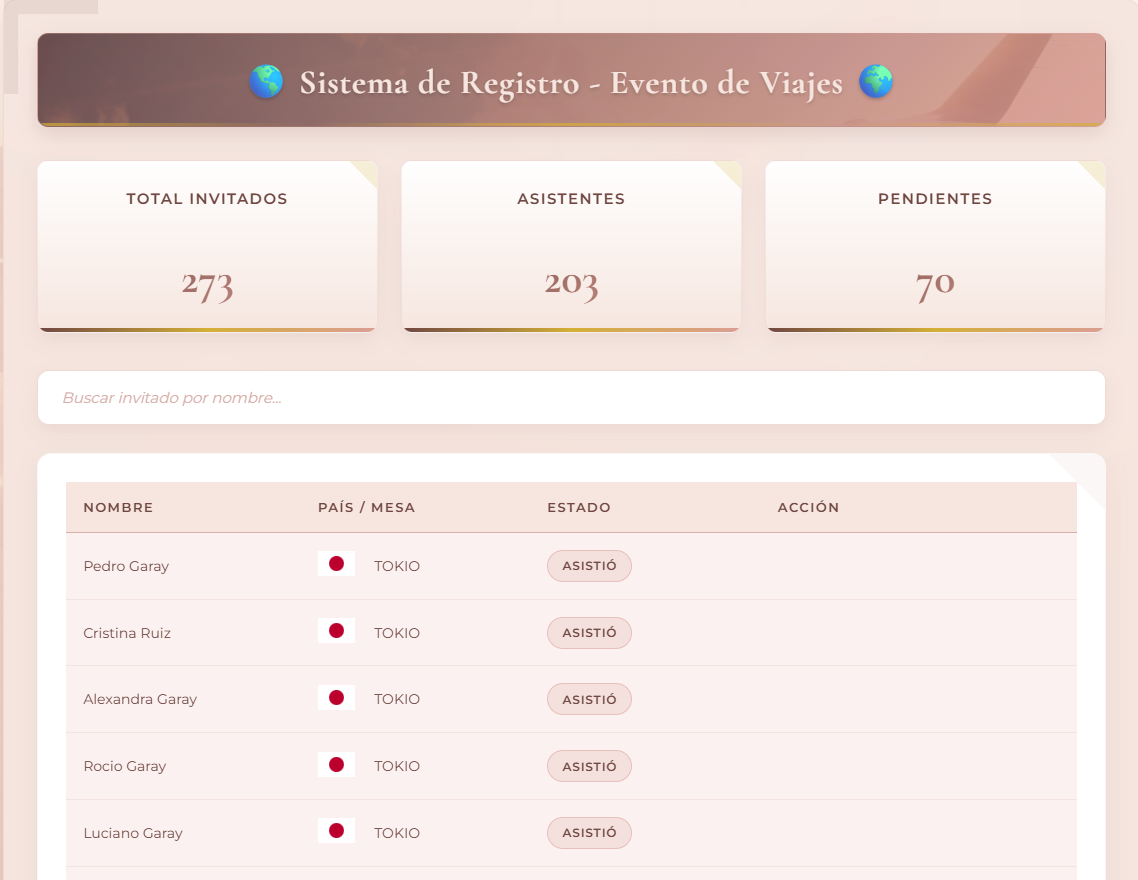 🌎 Sistema de Registro - Evento de Viajes 🌍
TOTAL INVITADOS
273
ASISTENTES
203
PENDIENTES
70
Buscar invitado por nombre...
NOMBRE PAÍS / MESA ESTADO ACCIÓN
Pedro Garay TOKIO ASISTIÓ
Cristina Ruiz TOKIO ASISTIÓ
Alexandra Garay TOKIO ASISTIÓ
Rocio Garay TOKIO ASISTIÓ
Luciano Garay TOKIO ASISTIÓ